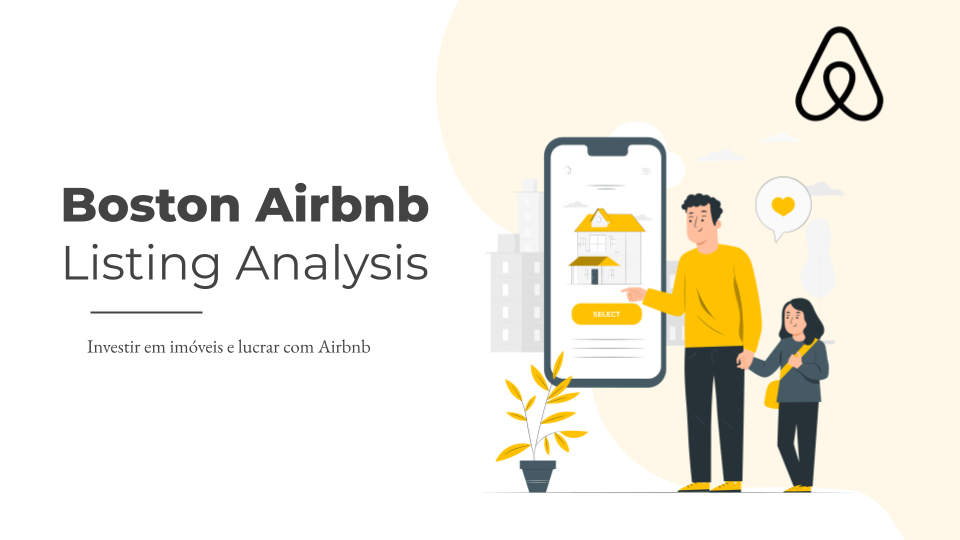 Boston Airbnb
Listing Analysis
Investir em imóveis e lucrar com Airbnb
SELECT